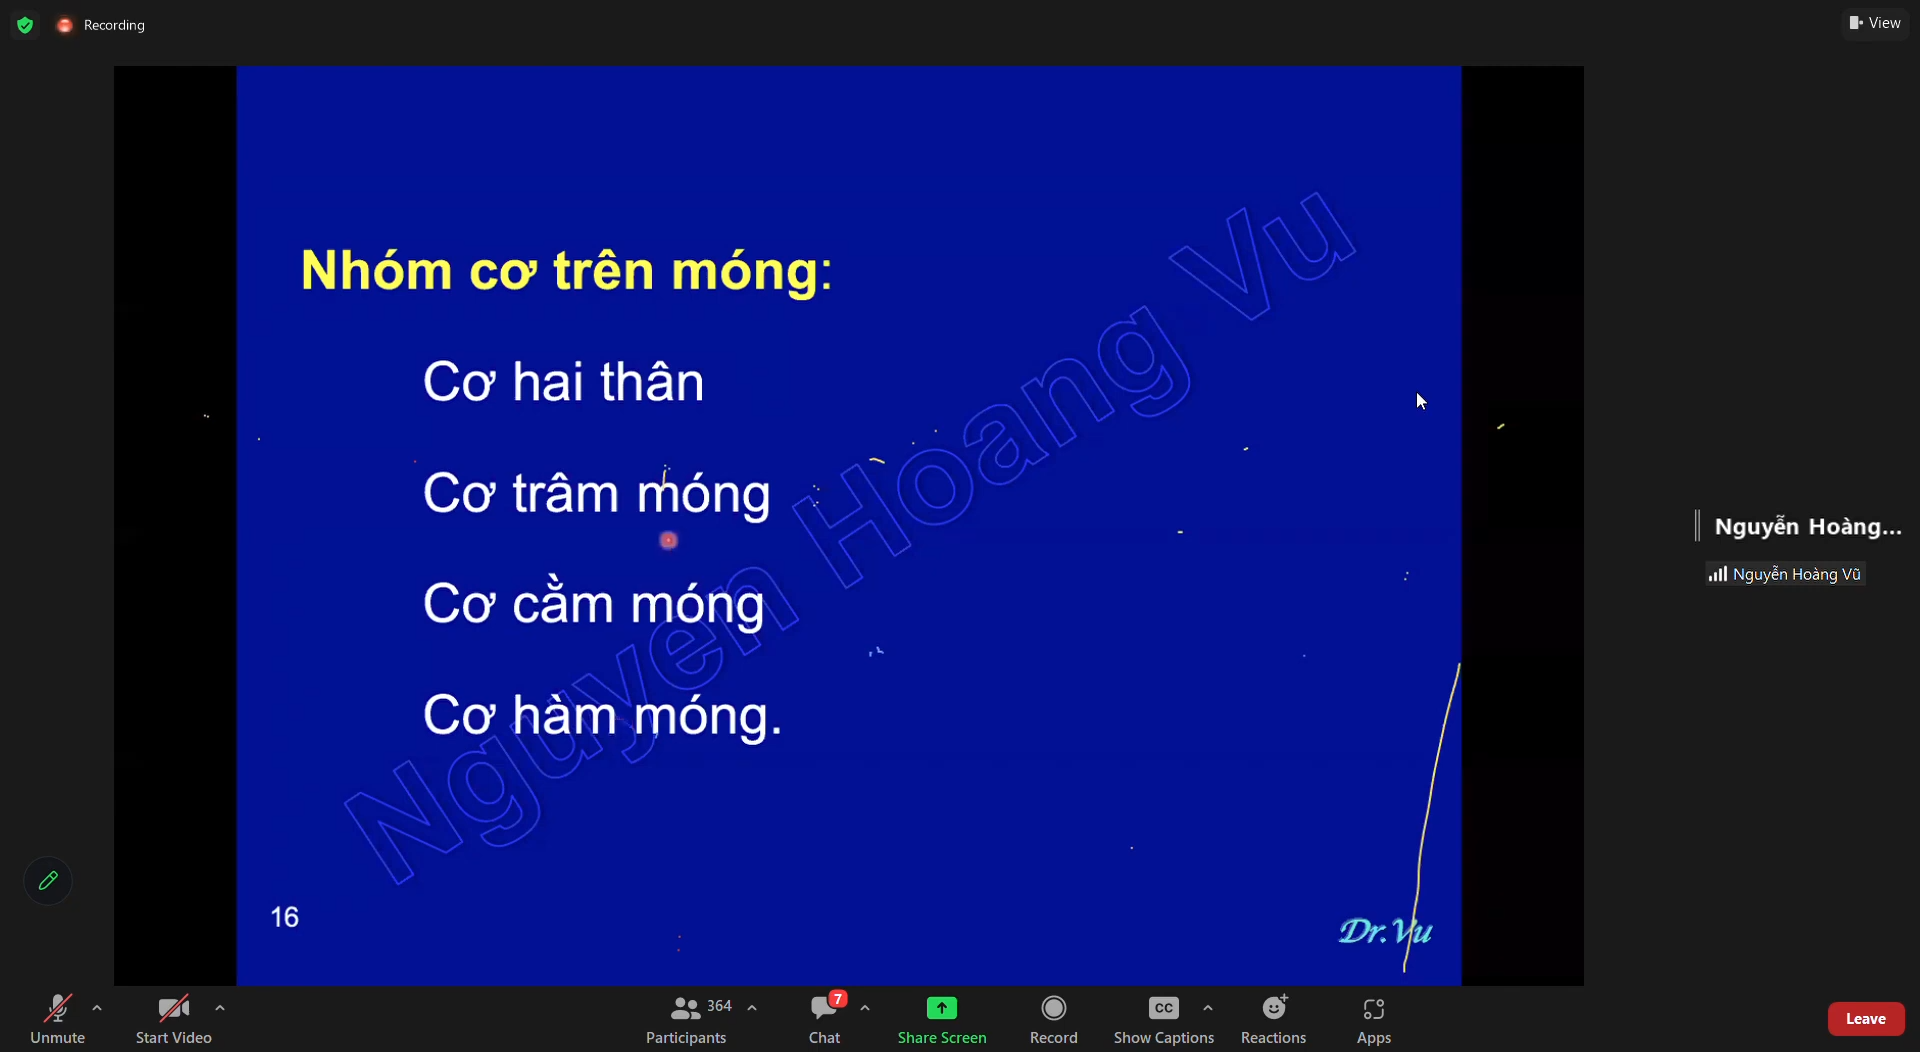 Recording
View
Nhóm cơ trên móng:
Cơ hai thân
Cơ trâm móng
Cơ cằm móng
Cơ hàm móng.
Nguyen Hoang Vu
16
Dr.Vu
Nguyễn Hoàng...
Nguyễn Hoàng Vũ
Unmute
Start Video
364
Participants
7
Chat
Share Screen
Record
CC
Show Captions
Reactions
Apps
Leave